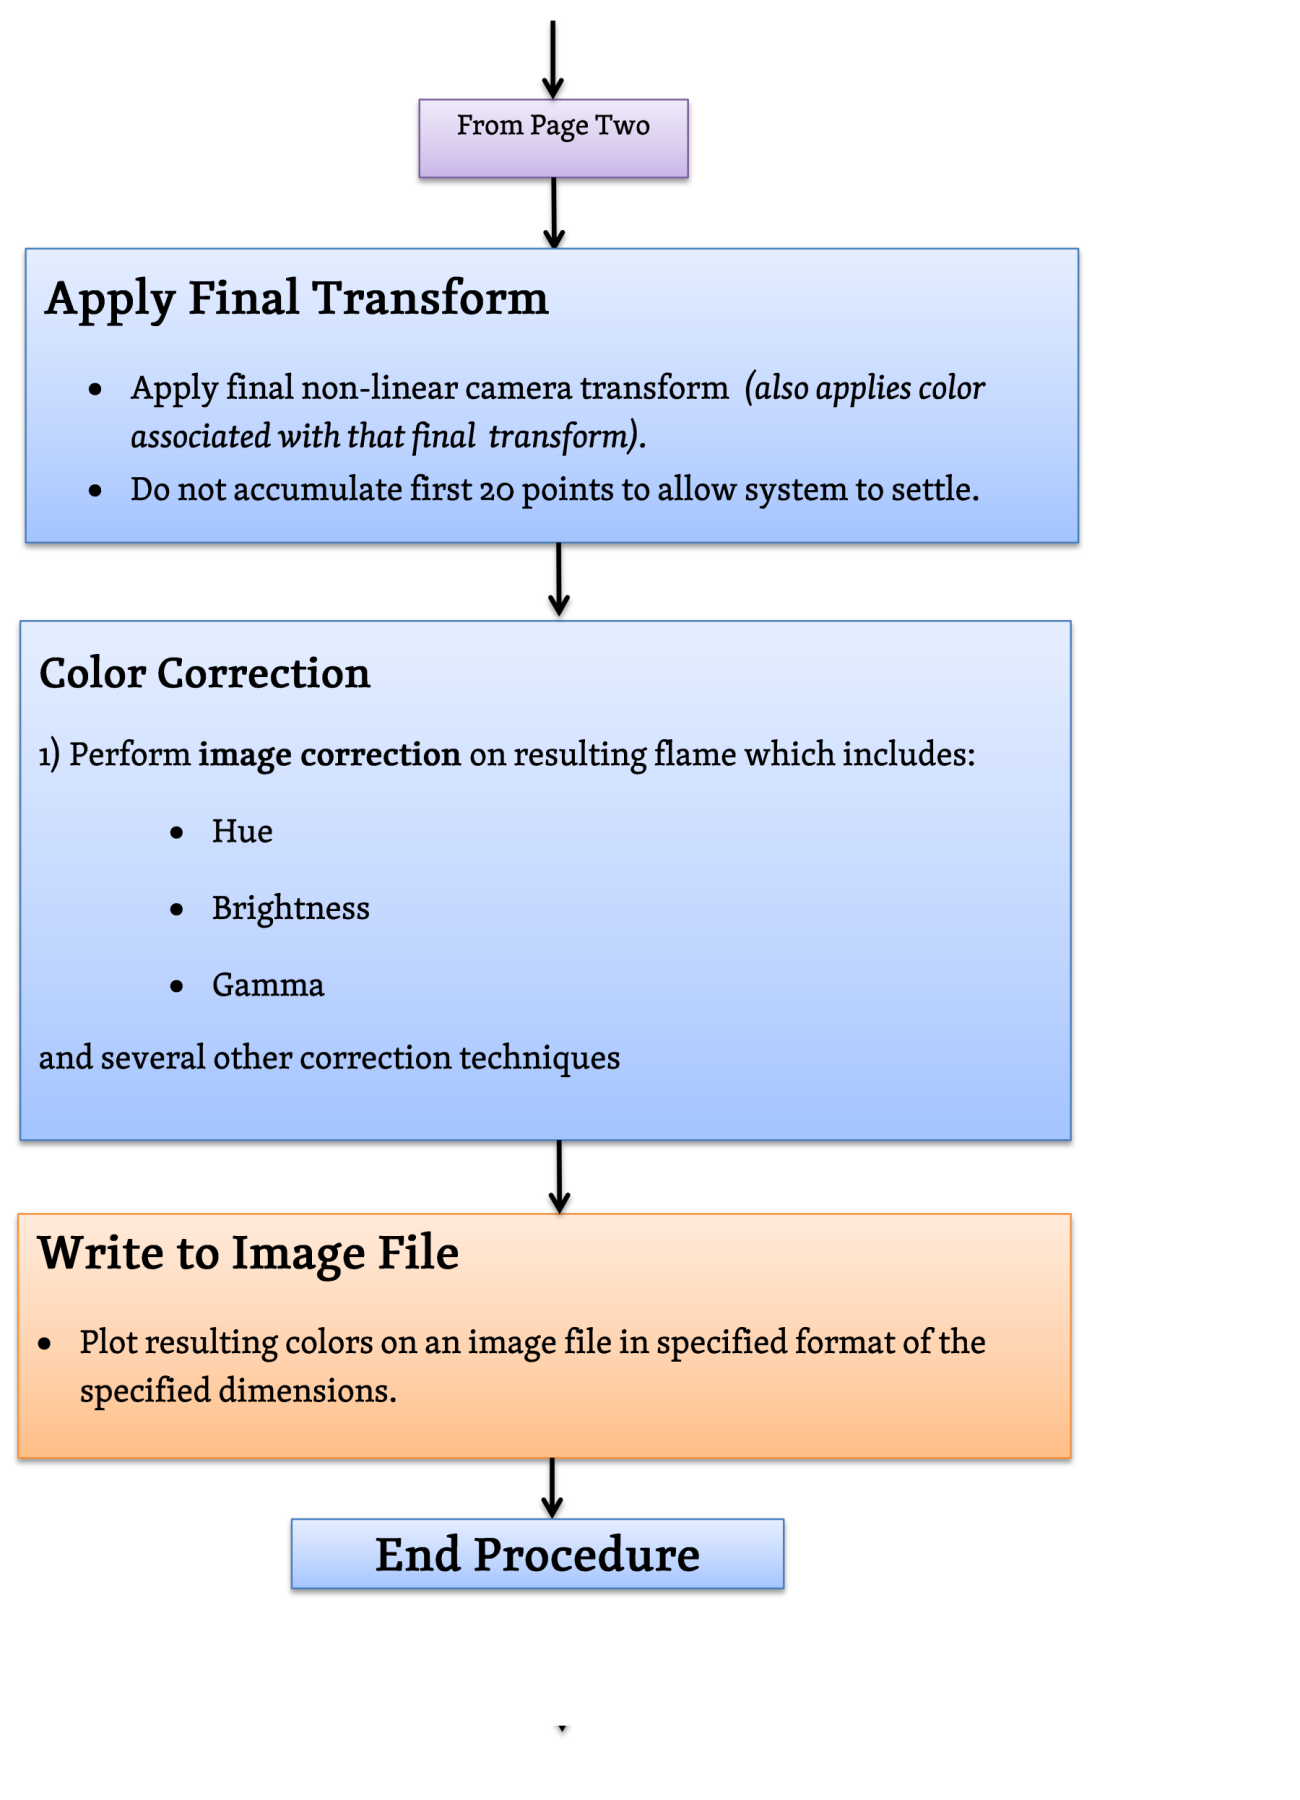 From Page Two
Apply Final Transform
• Apply final non-linear camera transform (also applies color
associated with that final transform).
• Do not accumulate first 20 points to allow system to settle.
Color Correction
1) Perform image correction on resulting flame which includes:
• Hue
• Brightness
• Gamma
and several other correction techniques
Write to Image File
• Plot resulting colors on an image file in specified format of the
specified dimensions.
End Procedure